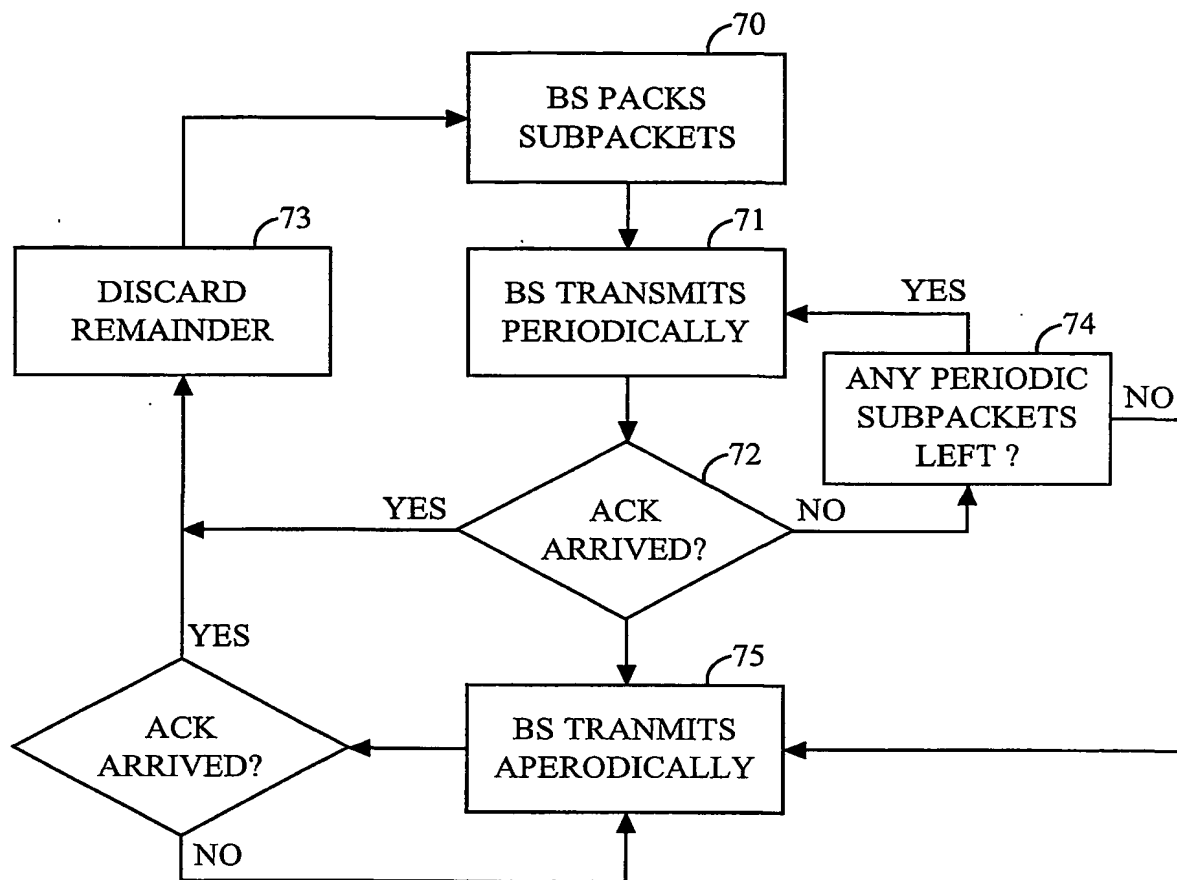 70
BS PACKS
SUBPACKETS
73
DISCARD
REMAINDER
71
BS TRANSMITS
PERIODICALLY
YES
74
ANY PERIODIC
SUBPACKETS
LEFT ?
NO
72
ACK
ARRIVED?
YES
NO
YES
ACK
ARRIVED?
NO
75
BS TRANMITS
APERODICALLY